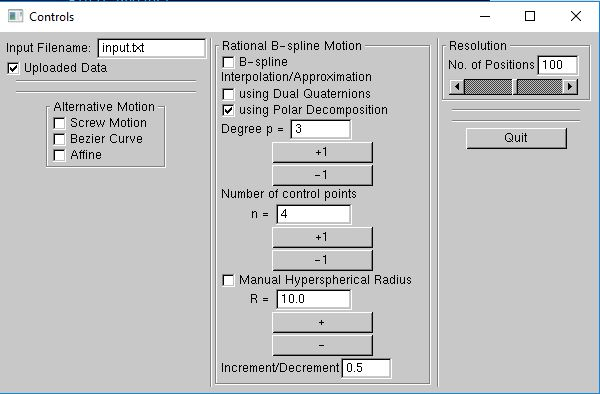 Controls
Input Filename: input.txt
Uploaded Data
Alternative Motion
Screw Motion
Bezier Curve
Affine
Rational B-spline Motion
B-spline
Interpolation/Approximation
using Dual Quaternions
using Polar Decomposition
Degree p = 3
+1
-1
Number of control points
n = 4
+1
-1
Manual Hyperspherical Radius
R = 10.0
+
-
Increment/Decrement 0.5
Resolution
No. of Positions 100
Quit